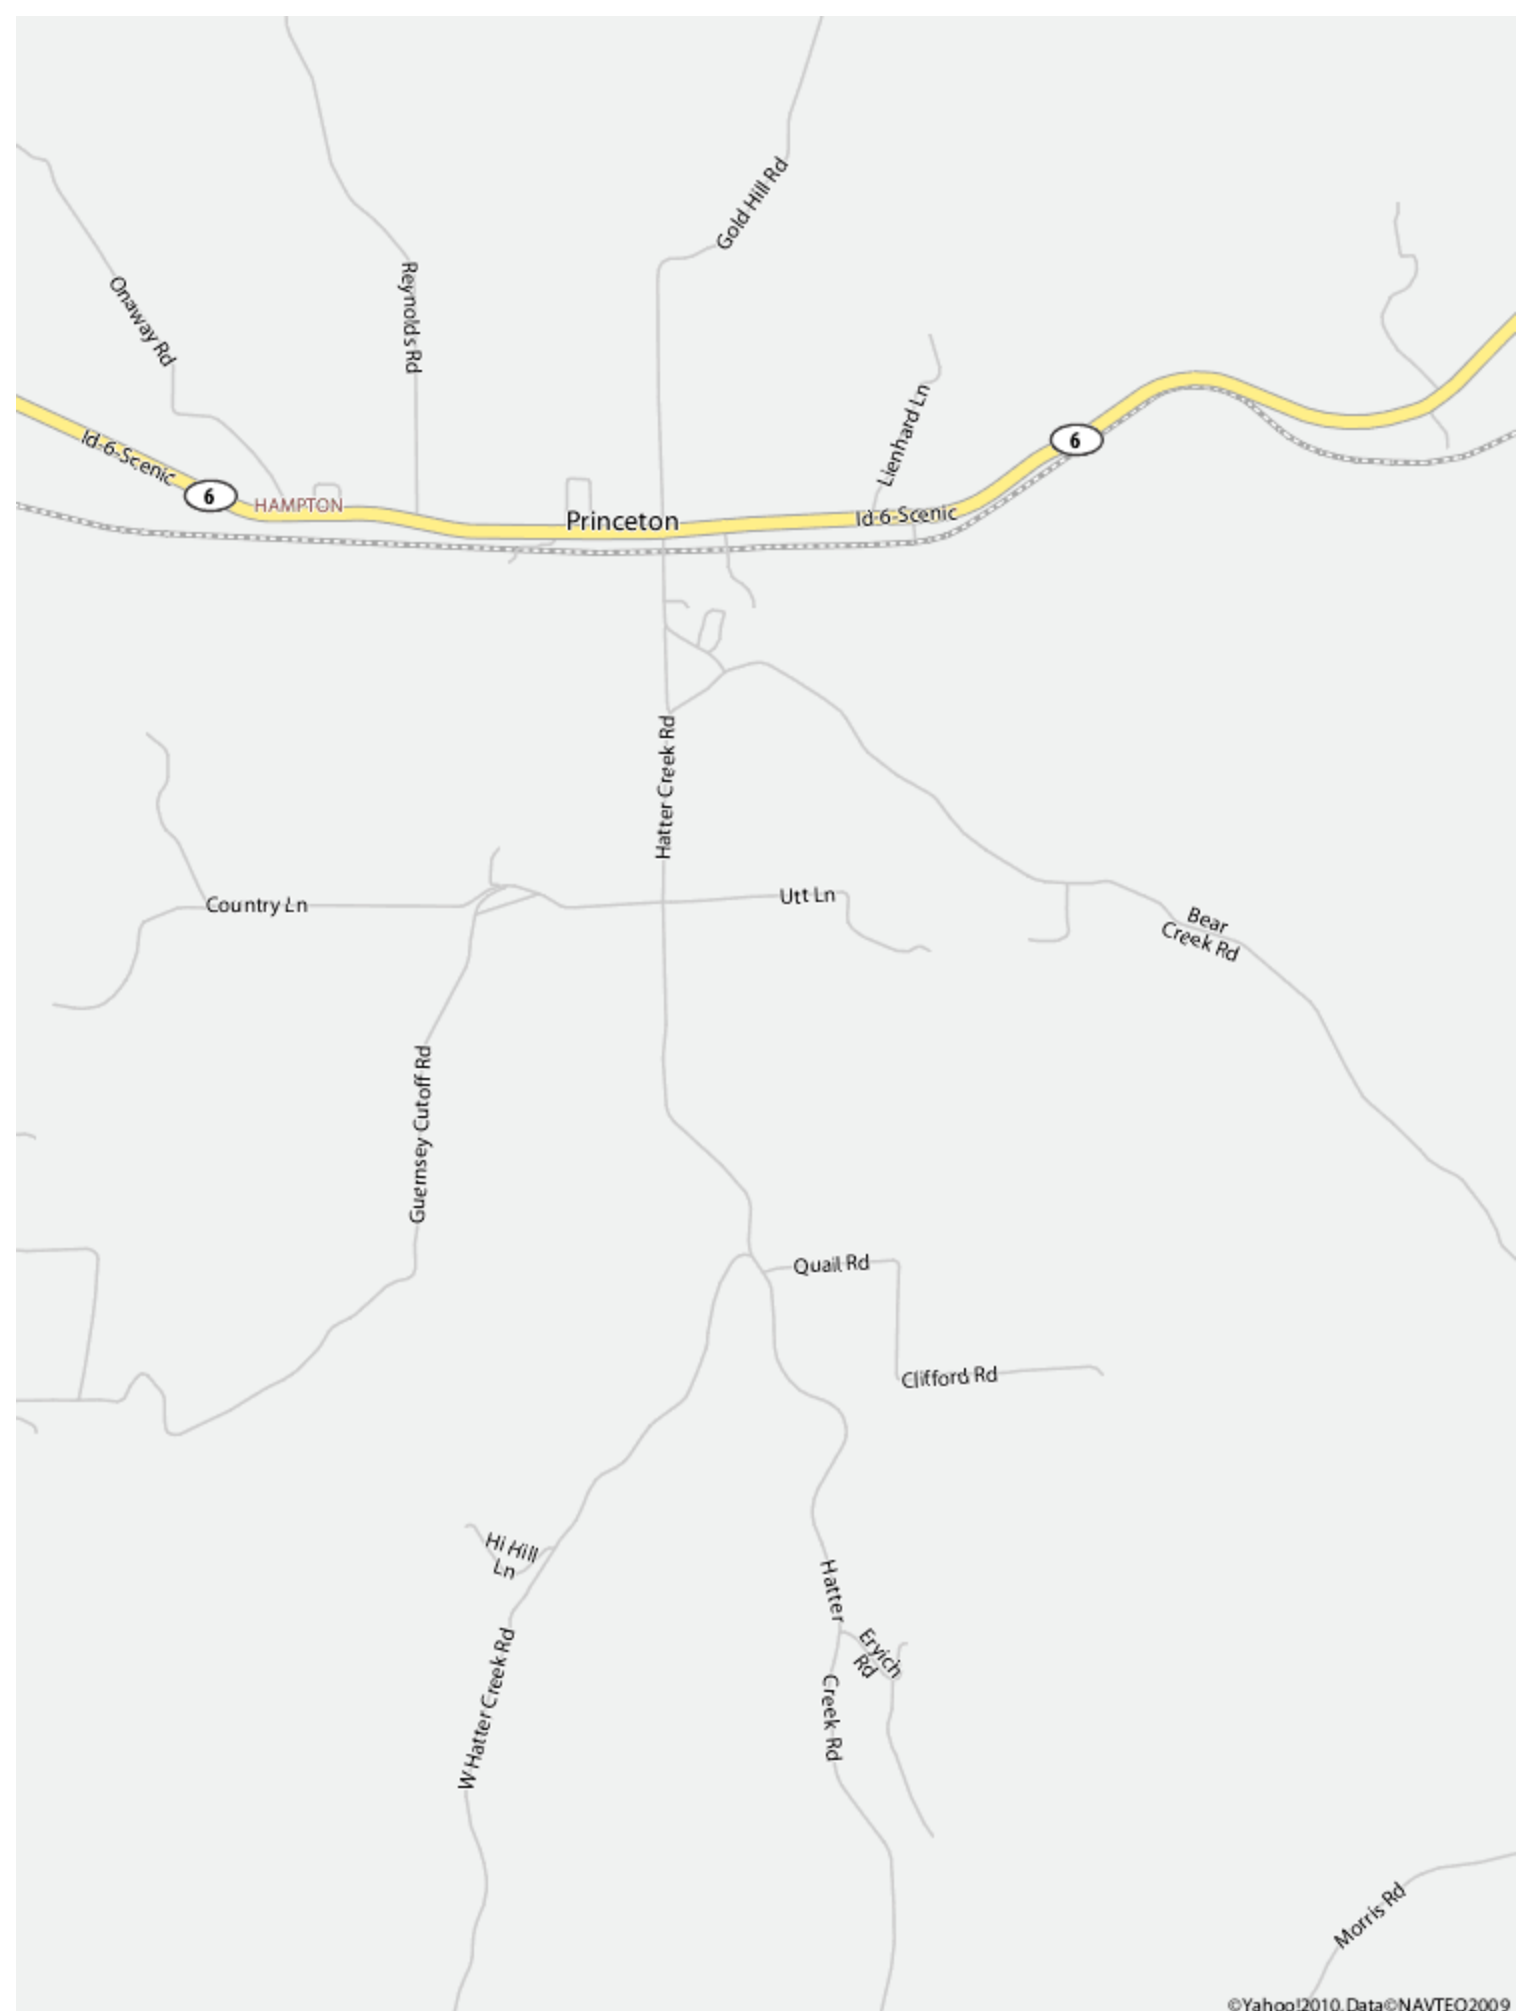 Gold Hill Rd
Onaway Rd
Reynolds Rd
Lienhard Ln
6
Id-6-Scenic
6
HAMPTON
Princeton
Id-6-Scenic
Hatter Creek Rd
Country Ln
Utt Ln
Bear
Creek Rd
Guernsey Cutoff Rd
Quail Rd
Clifford Rd
Hi Hill
Ln
Hatter
Creek Rd
Ervich
Rd
W Hatter Creek Rd
Morris Rd
©Yahoo!2010, Data©NAVTEQ2009